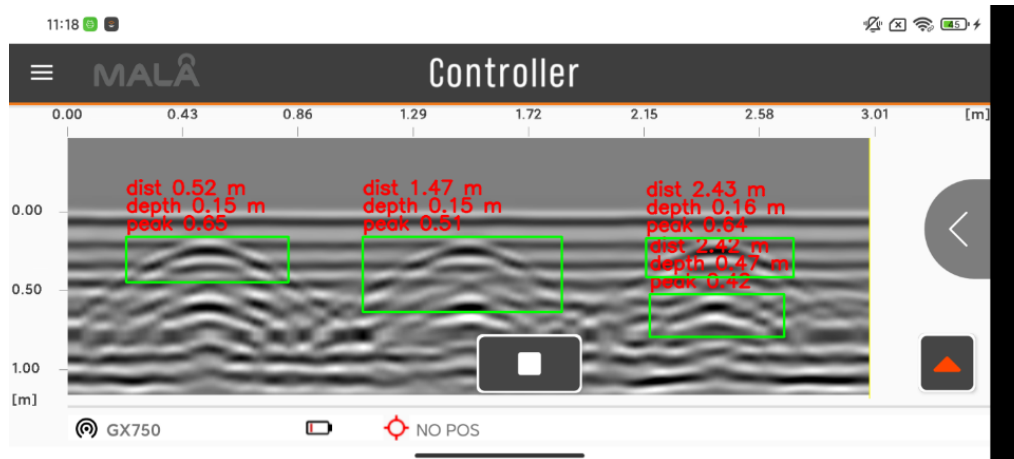 11:18
45
MALÅ
Controller
0.00 0.43 0.86 1.29 1.72 2.15 2.58 3.01 [m]
dist 0.52 m
depth 0.15 m
peak 0.65
dist 1.47 m
depth 0.15 m
peak 0.51
dist 2.43 m
depth 0.16 m
peak 0.64
dist 2.42 m
depth 0.47 m
peak 0.42
0.00
0.50
1.00
[m]
GX750
NO POS